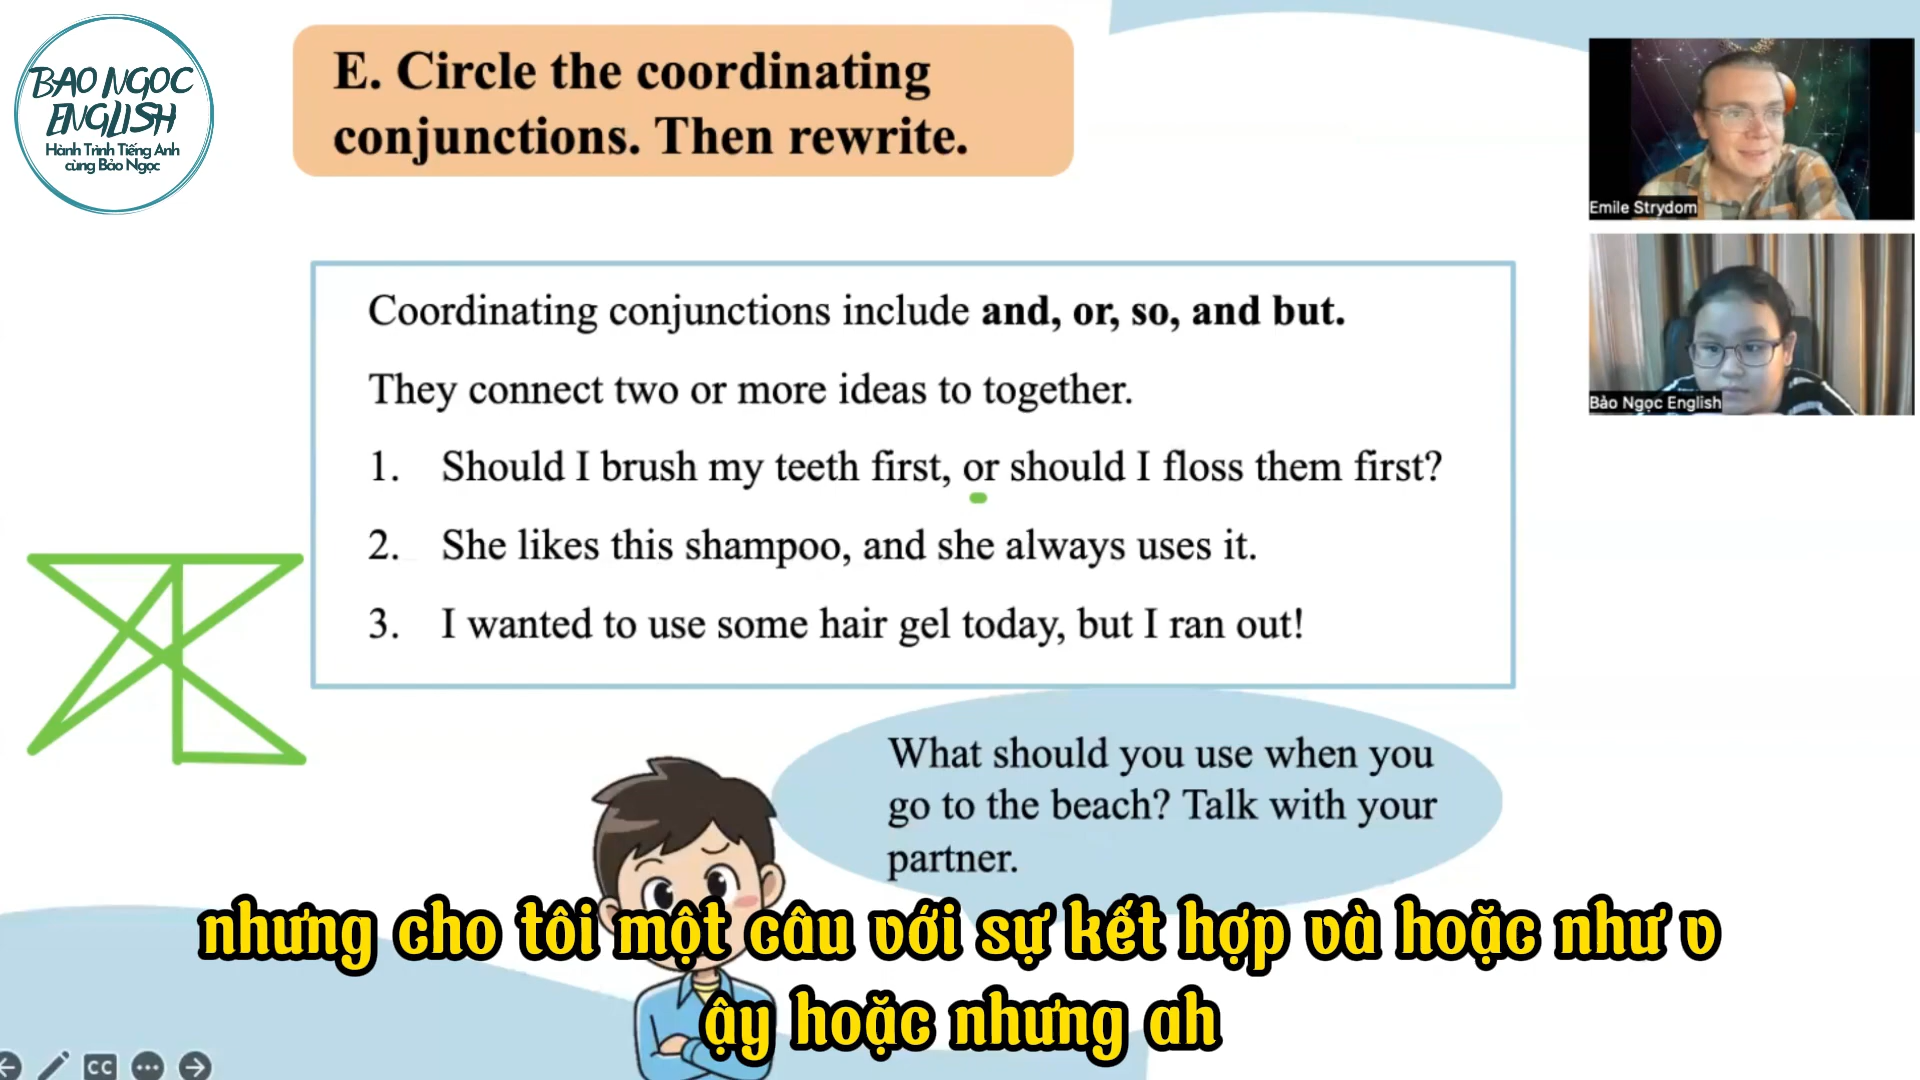 BAO NGOC
ENGLISH
Hành Trình Tiếng Anh
cùng Bảo Ngọc
E. Circle the coordinating
conjunctions. Then rewrite.
Emile Strydom
Bảo Ngọc English
Coordinating conjunctions include and, or, so, and but.
They connect two or more ideas to together.
1. Should I brush my teeth first, or should I floss them first?
2. She likes this shampoo, and she always uses it.
3. I wanted to use some hair gel today, but I ran out!
What should you use when you
go to the beach? Talk with your
partner.
nhưng cho tôi một câu với sự kết hợp và hoặc như v
ậy hoặc nhưng ah
CC